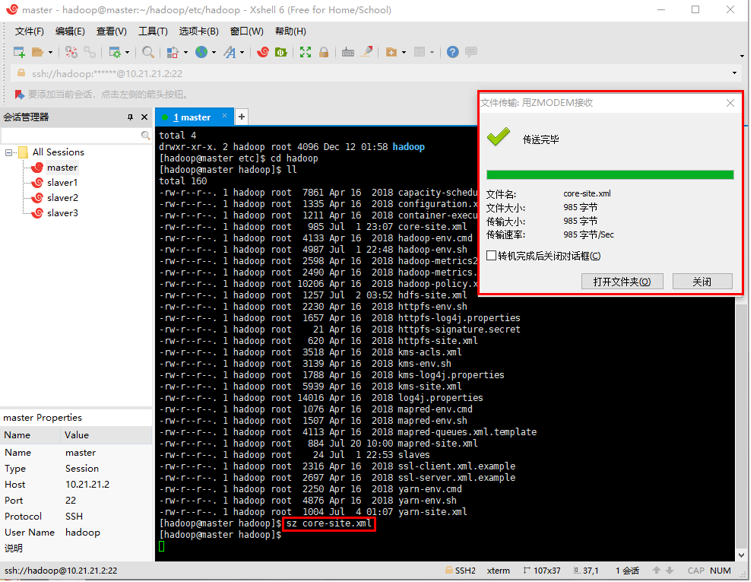 master - hadoop@master:~/hadoop/etc/hadoop - Xshell 6 (Free for Home/School)
文件(F) 编辑(E) 查看(V) 工具(T) 选项卡(B) 窗口(W) 帮助(H)
ssh://hadoop:******@10.21.21.2:22
要添加当前会话，点击左侧的箭头按钮。
会话管理器
1 master
All Sessions
master
slaver1
slaver2
slaver3
total 4
drwxr-xr-x. 2 hadoop root 4096 Dec 12 01:58 hadoop
[hadoop@master etc]$ cd hadoop
[hadoop@master hadoop]$ ll
total 160
-rw-r--r--. 1 hadoop root 7861 Apr 16 2018 capacity-schedu
-rw-r--r--. 1 hadoop root 1335 Apr 16 2018 configuration.x
-rw-r--r--. 1 hadoop root 1211 Apr 16 2018 container-execu
-rw-r--r--. 1 hadoop root 985 Jul 1 23:07 core-site.xml
-rw-r--r--. 1 hadoop root 4133 Apr 16 2018 hadoop-env.cmd
-rw-r--r--. 1 hadoop root 4987 Jul 1 22:48 hadoop-env.sh
-rw-r--r--. 1 hadoop root 2598 Apr 16 2018 hadoop-metrics2
-rw-r--r--. 1 hadoop root 2490 Apr 16 2018 hadoop-metrics.
-rw-r--r--. 1 hadoop root 10206 Apr 16 2018 hadoop-policy.x
-rw-r--r--. 1 hadoop root 1257 Jul 2 03:52 hdfs-site.xml
-rw-r--r--. 1 hadoop root 2230 Apr 16 2018 httpfs-env.sh
-rw-r--r--. 1 hadoop root 1657 Apr 16 2018 httpfs-log4j.properties
-rw-r--r--. 1 hadoop root 21 Apr 16 2018 httpfs-signature.secret
-rw-r--r--. 1 hadoop root 620 Apr 16 2018 httpfs-site.xml
-rw-r--r--. 1 hadoop root 3518 Apr 16 2018 kms-acls.xml
-rw-r--r--. 1 hadoop root 3139 Apr 16 2018 kms-env.sh
-rw-r--r--. 1 hadoop root 1788 Apr 16 2018 kms-log4j.properties
-rw-r--r--. 1 hadoop root 5939 Apr 16 2018 kms-site.xml
-rw-r--r--. 1 hadoop root 14016 Apr 16 2018 log4j.properties
-rw-r--r--. 1 hadoop root 1076 Apr 16 2018 mapred-env.cmd
-rw-r--r--. 1 hadoop root 1507 Apr 16 2018 mapred-env.sh
-rw-r--r--. 1 hadoop root 4113 Apr 16 2018 mapred-queues.xml.template
-rw-r--r--. 1 hadoop root 884 Jul 20 10:00 mapred-site.xml
-rw-r--r--. 1 hadoop root 24 Jul 1 22:53 slaves
-rw-r--r--. 1 hadoop root 2316 Apr 16 2018 ssl-client.xml.example
-rw-r--r--. 1 hadoop root 2697 Apr 16 2018 ssl-server.xml.example
-rw-r--r--. 1 hadoop root 2250 Apr 16 2018 yarn-env.cmd
-rw-r--r--. 1 hadoop root 4876 Apr 16 2018 yarn-env.sh
-rw-r--r--. 1 hadoop root 1004 Jul 4 01:07 yarn-site.xml
[hadoop@master hadoop]$ sz core-site.xml
[hadoop@master hadoop]$
文件传输: 用ZMODEM接收
传送完毕
文件名: core-site.xml
文件大小: 985 字节
传输大小: 985 字节
传输速率: 985 字节/Sec
转机完成后关闭对话框(C)
打开文件夹(O) 关闭
master Properties
Name Value
Name master
Type Session
Host 10.21.21.2
Port 22
Protocol SSH
User Name hadoop
说明
ssh://hadoop@10.21.21.2:22 SSH2 xterm 107x37 37,1 1 会话 CAP NUM